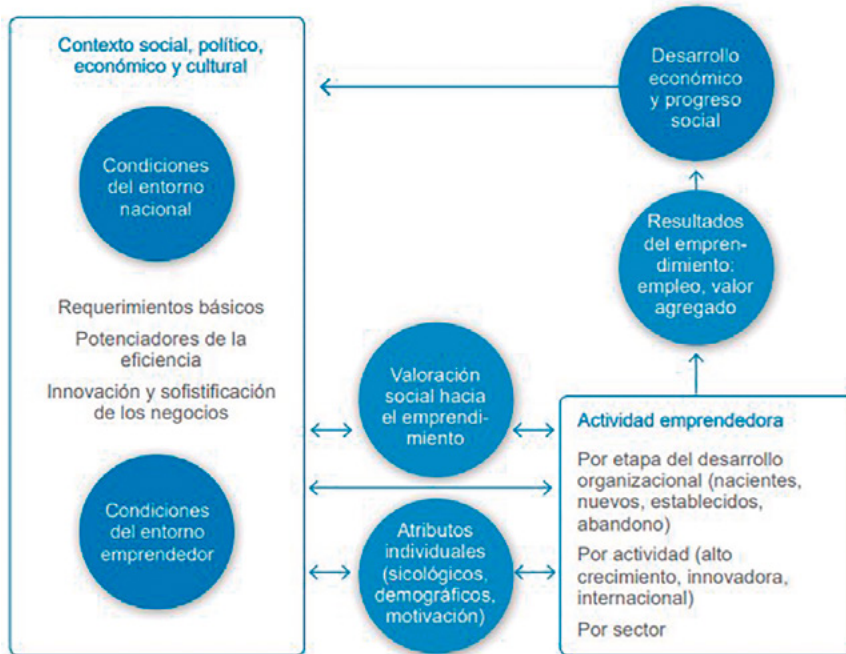 Contexto social, político,
económico y cultural
Condiciones
del entorno
nacional
Requerimientos básicos
Potenciadores de la
eficiencia
Innovación y sofistificación
de los negocios
Condiciones
del entorno
emprendedor
Valoración
social hacia
el emprendi-
miento
Atributos
individuales
(sicológicos,
demográficos,
motivación)
Desarrollo
económico
y progreso
social
Resultados
del empren-
dimiento:
empleo, valor
agregado
Actividad emprendedora
Por etapa del desarrollo
organizacional (nacientes,
nuevos, establecidos,
abandono)
Por actividad (alto
crecimiento, innovadora,
internacional)
Por sector